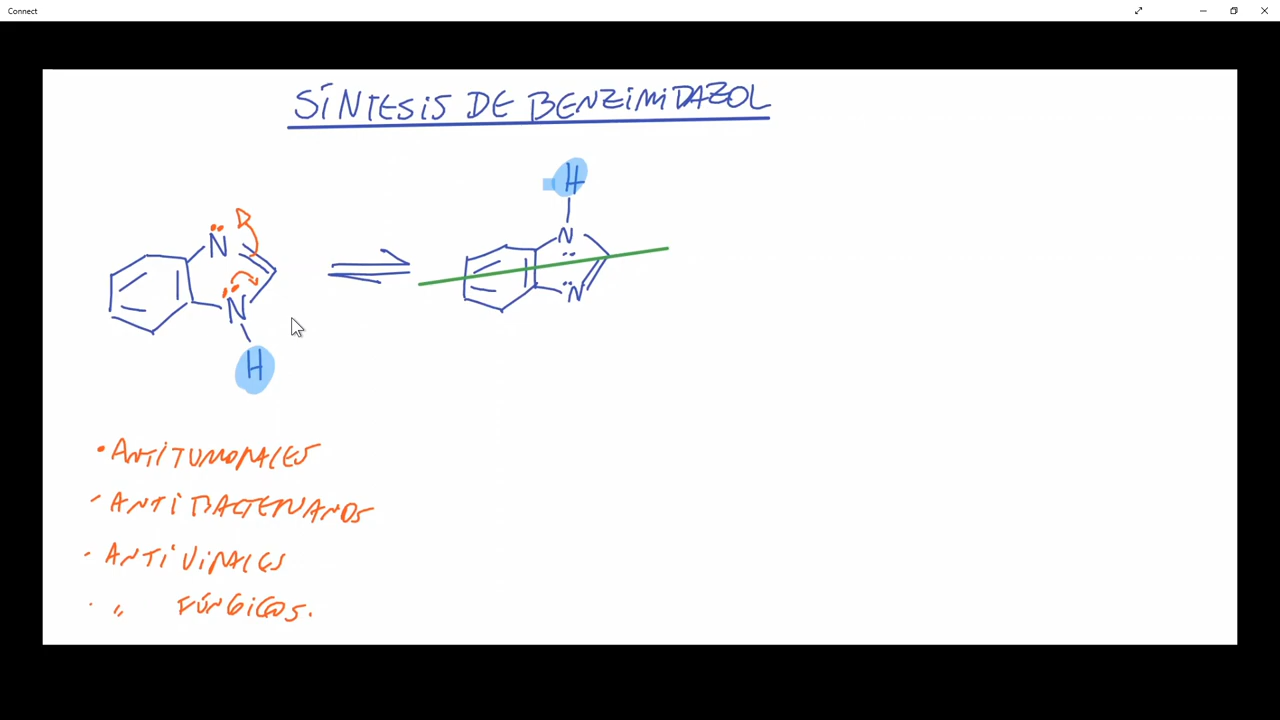 Connect
SÍNTESIS DE BENZIMIDAZOL
H
N
N
N
N
H
• ANTITUMORALES
- ANTIBACTERIANOS
- ANTIVIRALES
- " FÚNGICOS.